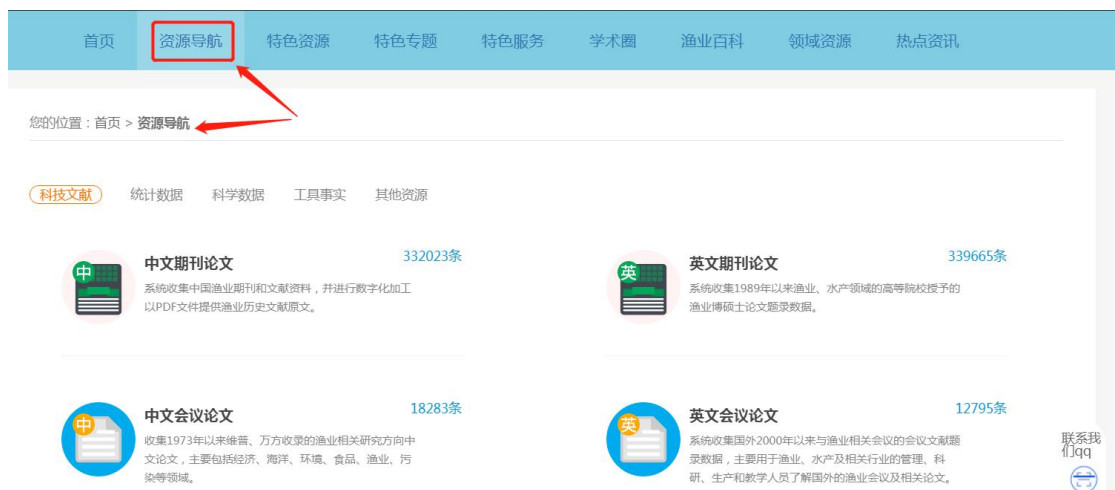 首页 资源导航 特色资源 特色专题 特色服务 学术圈 渔业百科 领域资源 热点资讯
您的位置：首页 > 资源导航
科技文献 统计数据 科学数据 工具事实 其他资源
中
中文期刊论文
332023条
系统收集中国渔业期刊和文献资料，并进行数字化加工
以PDF文件提供渔业历史文献原文。
英
英文期刊论文
339665条
系统收集1989年以来渔业、水产领域的高等院校授予的
渔业博硕士论文题录数据。
中
中文会议论文
18283条
收集1973年以来维普、万方收录的渔业相关研究方向中
文论文，主要包括经济、海洋、环境、食品、渔业、污
染等领域。
英
英文会议论文
12795条
系统收集国外2000年以来与渔业相关会议的会议文献题
录数据，主要用于渔业、水产及相关行业的管理、科
研、生产和教学人员了解国外的渔业会议及相关论文。
联系我
们qq